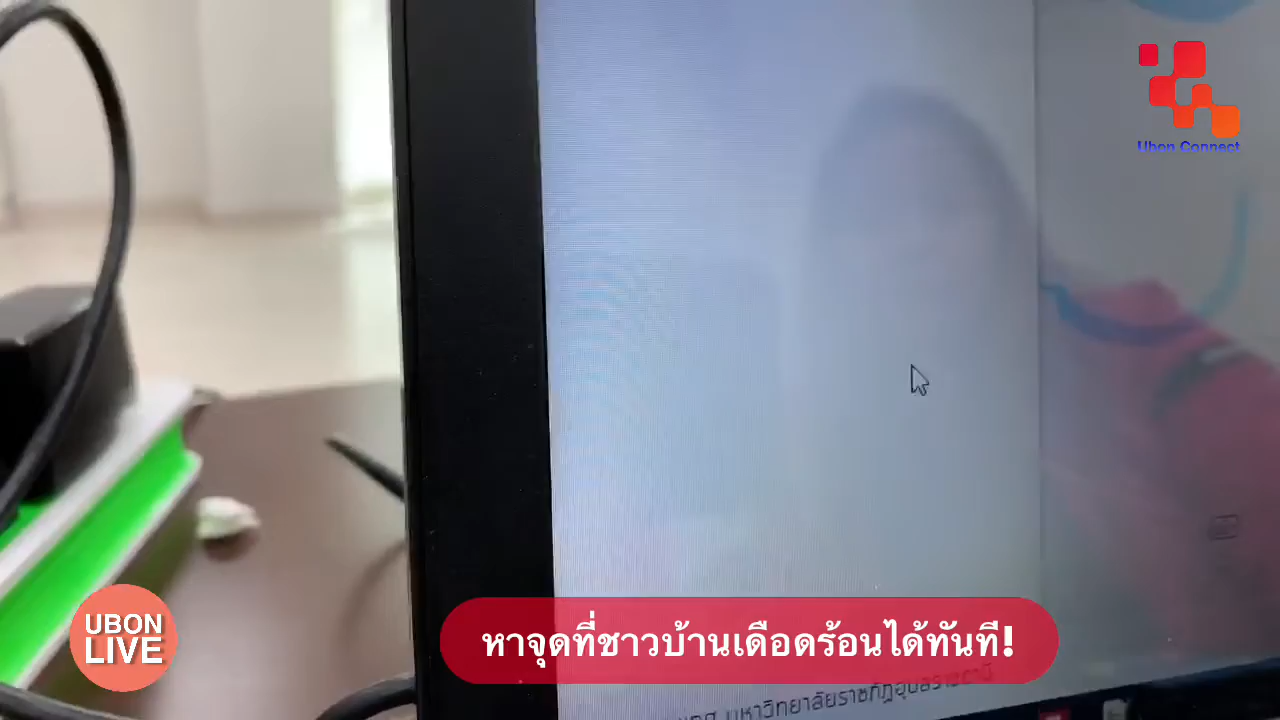 Ubon Connect
UBON
LIVE
หาจุดที่ชาวบ้านเดือดร้อนได้ทันที!
มหาวิทยาลัยราชภัฏอุบลราชธานี